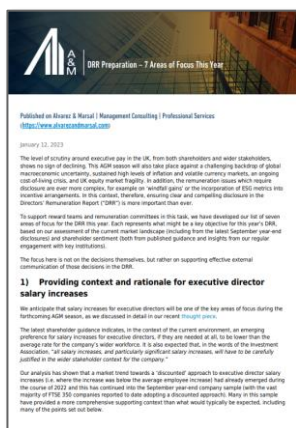 A&M
DRR Preparation – 7 Areas of Focus This Year
Published on Alvarez & Marsal | Management Consulting | Professional Services
(https://www.alvarezandmarsal.com)
January 12, 2023
The level of scrutiny around executive pay in the UK, from both shareholders and wider stakeholders,
shows no sign of declining. This AGM season will also take place against a challenging backdrop of global
macroeconomic uncertainty, sustained high levels of inflation and volatile currency markets, an ongoing
cost-of-living crisis, and UK equity market fragility. In addition, the remuneration issues which require
disclosure are ever more complex, for example on 'windfall gains' or the incorporation of ESG metrics into
incentive arrangements. In this context, therefore, ensuring clear and compelling disclosure in the
Directors' Remuneration Report ("DRR") is more important than ever.
To support reward teams and remuneration committees in this task, we have developed our list of seven
areas of focus for the DRR this year. Each represents what might be a key objective for this year's DRR,
based on our assessment of the current market landscape (including from the latest September year-end
disclosures) and shareholder sentiment (both from published guidance and insights from our regular
engagement with key institutions).
The focus here is not on the decisions themselves, but rather on supporting effective external
communication of those decisions in the DRR.
1) Providing context and rationale for executive director
salary increases
We anticipate that salary increases for executive directors will be one of the key areas of focus during the
forthcoming AGM season, as we discussed in detail in our recent thought piece.
The latest shareholder guidance indicates, in the context of the current environment, an emerging
preference for salary increases for executive directors, if they are needed at all, to be lower than the
average rate for the company's wider workforce. It is also expected that, in the words of the Investment
Association, "all salary increases, and particularly significant salary increases, will have to be carefully
justified in the wider stakeholder context for the company."
Our analysis has shown that a market trend towards a 'discounted' approach to executive director salary
increases (i.e. where the increase was below the average employee increase) had already emerged during
the course of 2022 and this has continued into the September year-end company sample (with the vast
majority of FTSE 350 companies reported to date adopting a discounted approach). Many in this sample
have provided a more comprehensive supporting context than what would typically be expected, including
many of the points set out below.